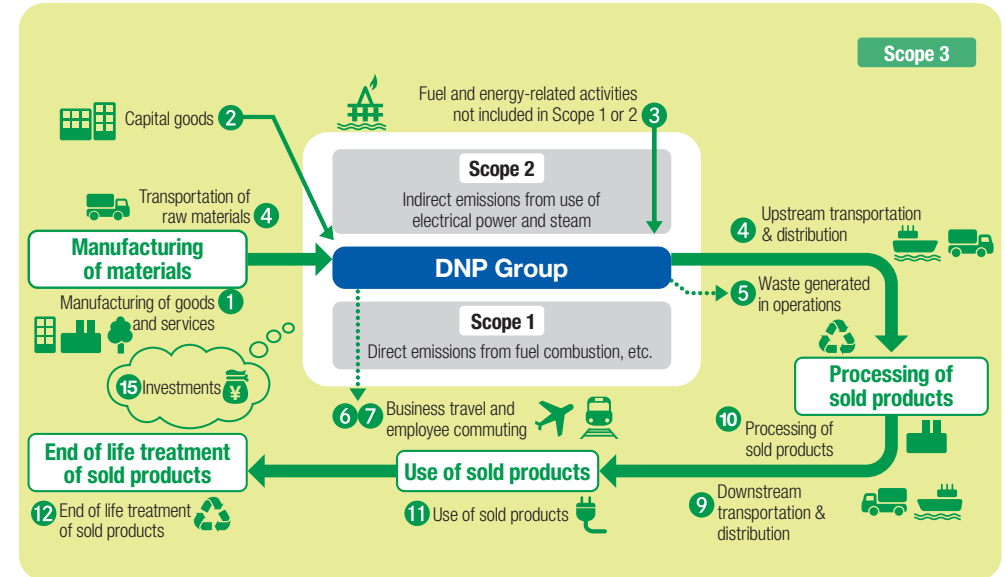 Scope 3
Capital goods 2
Fuel and energy-related activities
not included in Scope 1 or 2 3
Scope 2
Indirect emissions from use of
electrical power and steam
Transportation of
raw materials 4
Manufacturing
of materials
DNP Group
4 Upstream transportation
& distribution
Manufacturing of goods 1
and services
5 Waste generated
in operations
Scope 1
Direct emissions from fuel combustion, etc.
15 Investments ¥
Processing of
sold products
6 7 Business travel and
employee commuting
10 Processing of
sold products
End of life treatment
of sold products
Use of sold products
12 End of life treatment
of sold products
11 Use of sold products
9 Downstream
transportation &
distribution